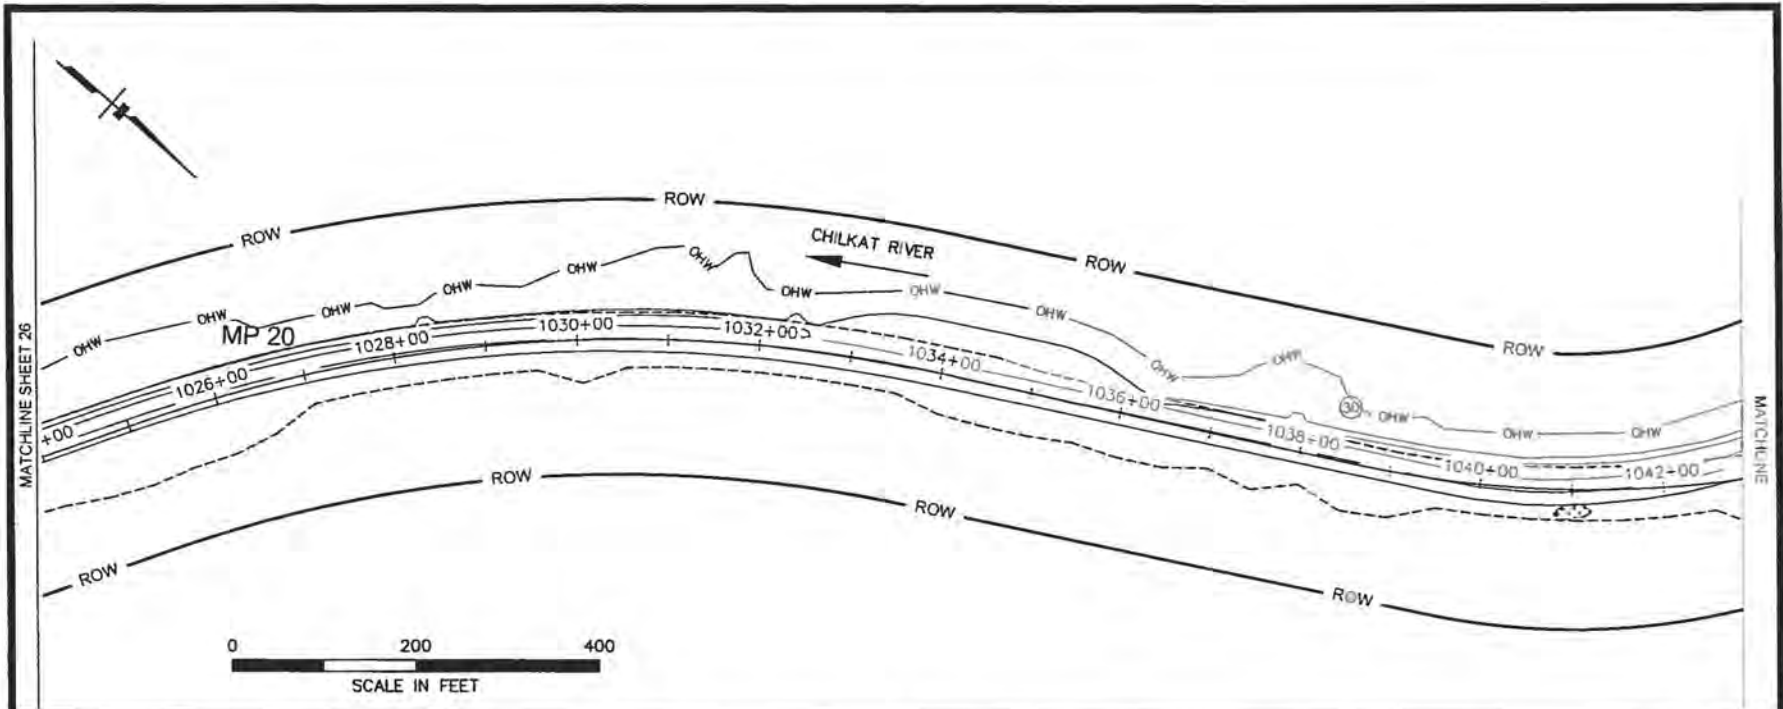 ROW
ROW
CHILKAT RIVER
ROW
ROW
OHW
OHW
OHW
OHW
OHW
OHW
OHW
OHW
OHW
OHW
OHW
OHW
OHW
OHW
MP 20
30
MATCHLINE SHEET 26
+00
1026+00
1028+00
1030+00
1032+00
1034+00
1036+00
1038+00
1040+00
1042+00
MATCHLINE
ROW
ROW
ROW
ROW
0 200 400
SCALE IN FEET